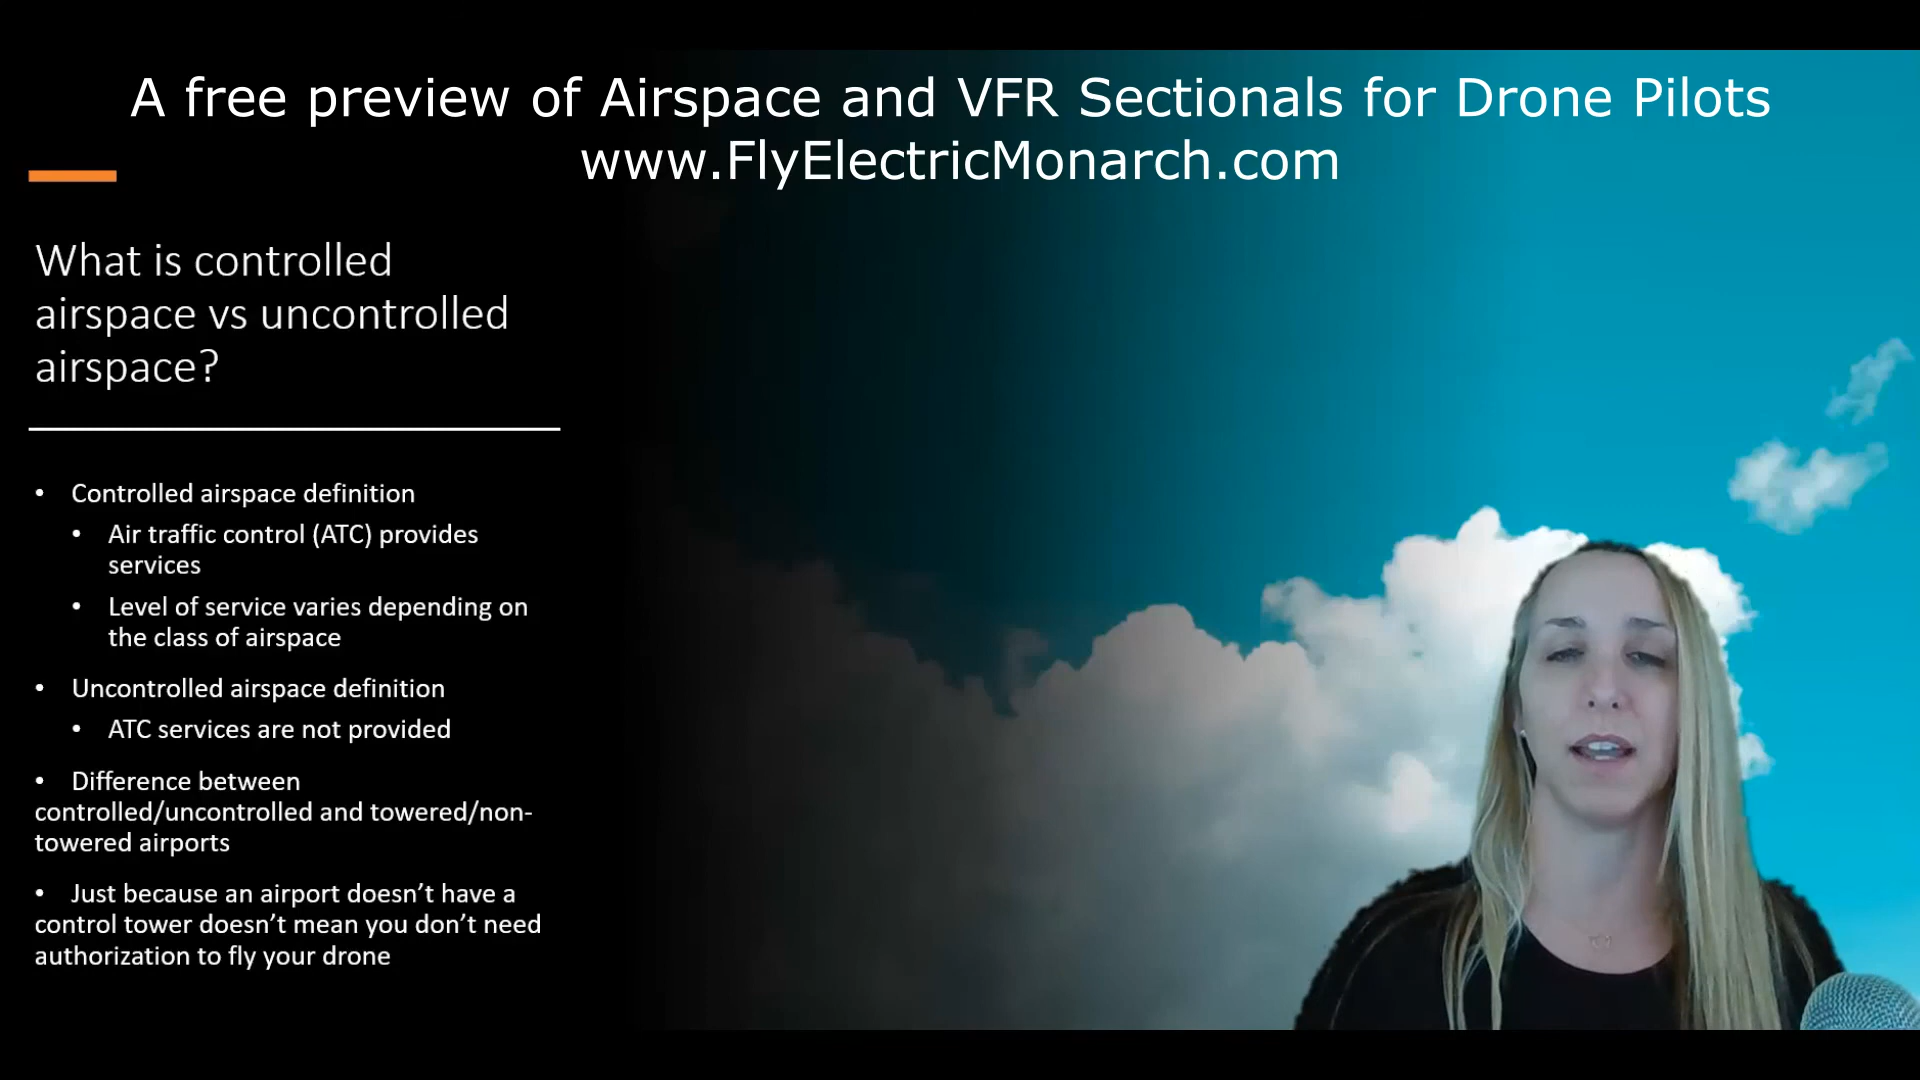 A free preview of Airspace and VFR Sectionals for Drone Pilots
www.FlyElectricMonarch.com
What is controlled
airspace vs uncontrolled
airspace?
• Controlled airspace definition
• Air traffic control (ATC) provides
services
• Level of service varies depending on
the class of airspace
• Uncontrolled airspace definition
• ATC services are not provided
• Difference between
controlled/uncontrolled and towered/non-
towered airports
• Just because an airport doesn’t have a
control tower doesn’t mean you don’t need
authorization to fly your drone